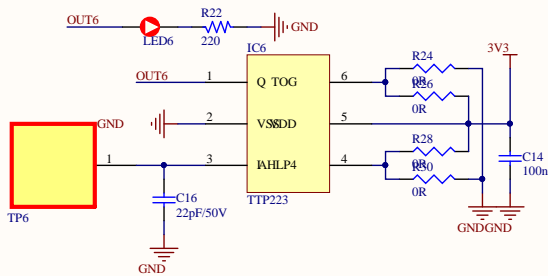 OUT6
R22
GND
LED6
220
IC6
3V3
OUT6
1
Q TOG
6
R24
0R
R26
0R
GND
2
VSS
VDD
5
R28
0R
R30
0R
C14
100n
1
3
I
AHLP4
4
C16
22pF/50V
TP6
TTP223
GND
GND
GND